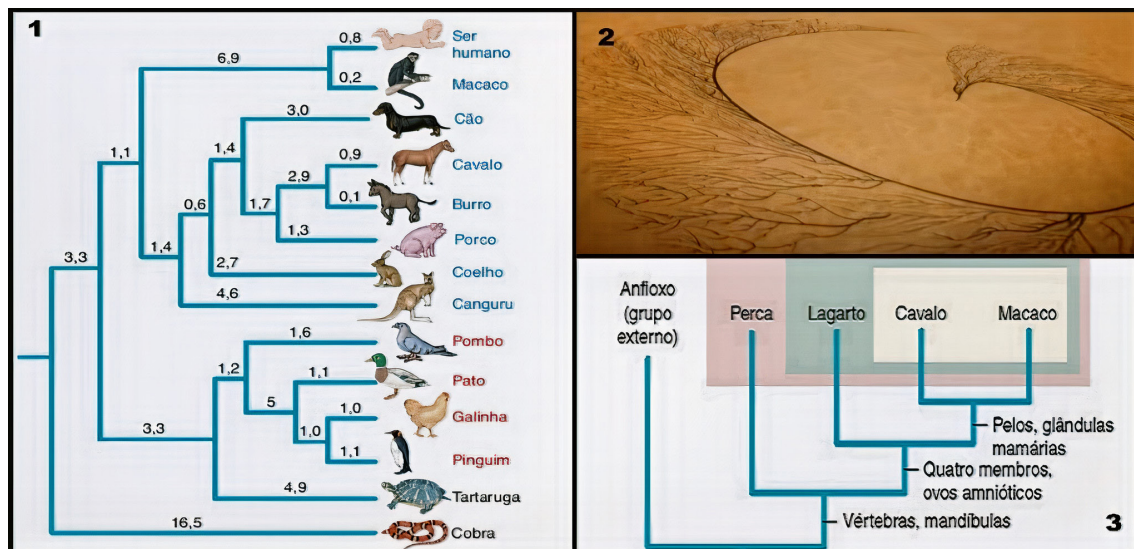 1
0,8
Ser
humano
6,9
0,2
Macaco
3,0
Cão
1,1
1,4
0,9
Cavalo
2,9
0,6
0,1
Burro
1,7
1,3
Porco
1,4
3,3
2,7
Coelho
4,6
Canguru
1,6
Pombo
1,2
1,1
Pato
5
1,0
Galinha
3,3
1,0
1,1
Pinguim
4,9
Tartaruga
16,5
Cobra
2
Anfioxo
(grupo
externo)
Perca
Lagarto
Cavalo
Macaco
Pelos, glândulas
mamárias
Quatro membros,
ovos amnióticos
Vértebras, mandíbulas
3